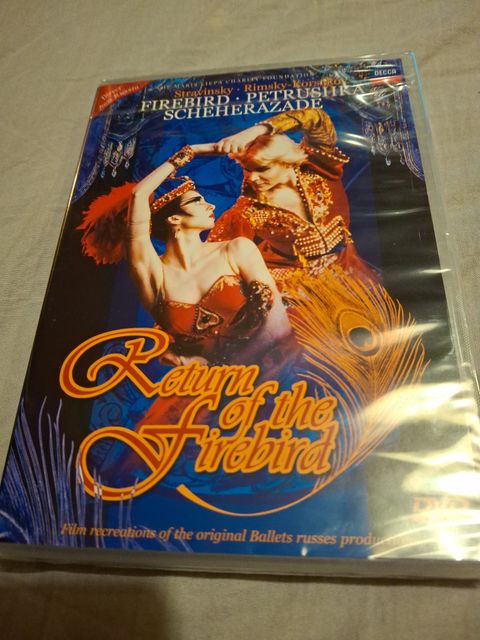 THE MARIS LIEPA CHARITY FOUNDATION
DECCA
Stravinsky · Rimsky-Korsakov
FIREBIRD · PETRUSHKA
SCHEHERAZADE
Return
of the
Firebird
DVD
Film recreations of the original Ballets russes produc